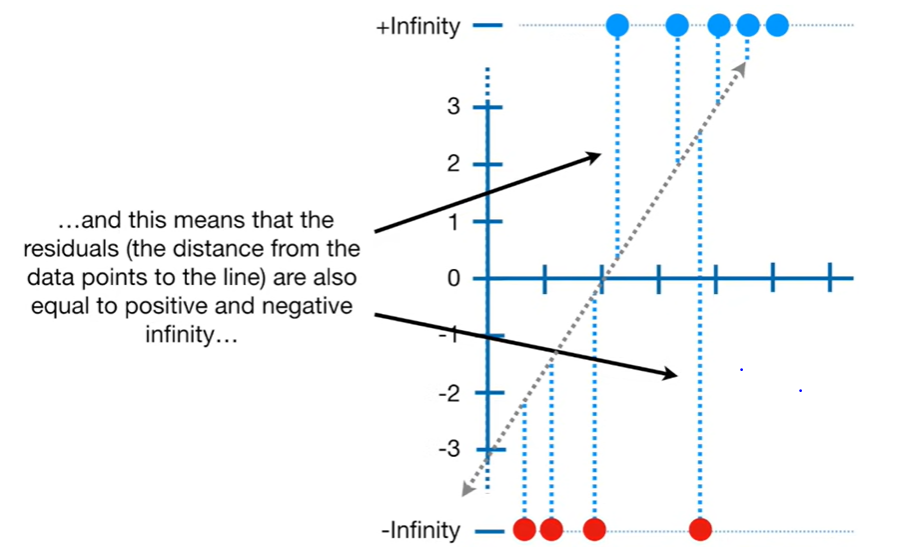 +Infinity
3
2
1
0
-1
-2
-3
-Infinity
…and this means that the
residuals (the distance from the
data points to the line) are also
equal to positive and negative
infinity…